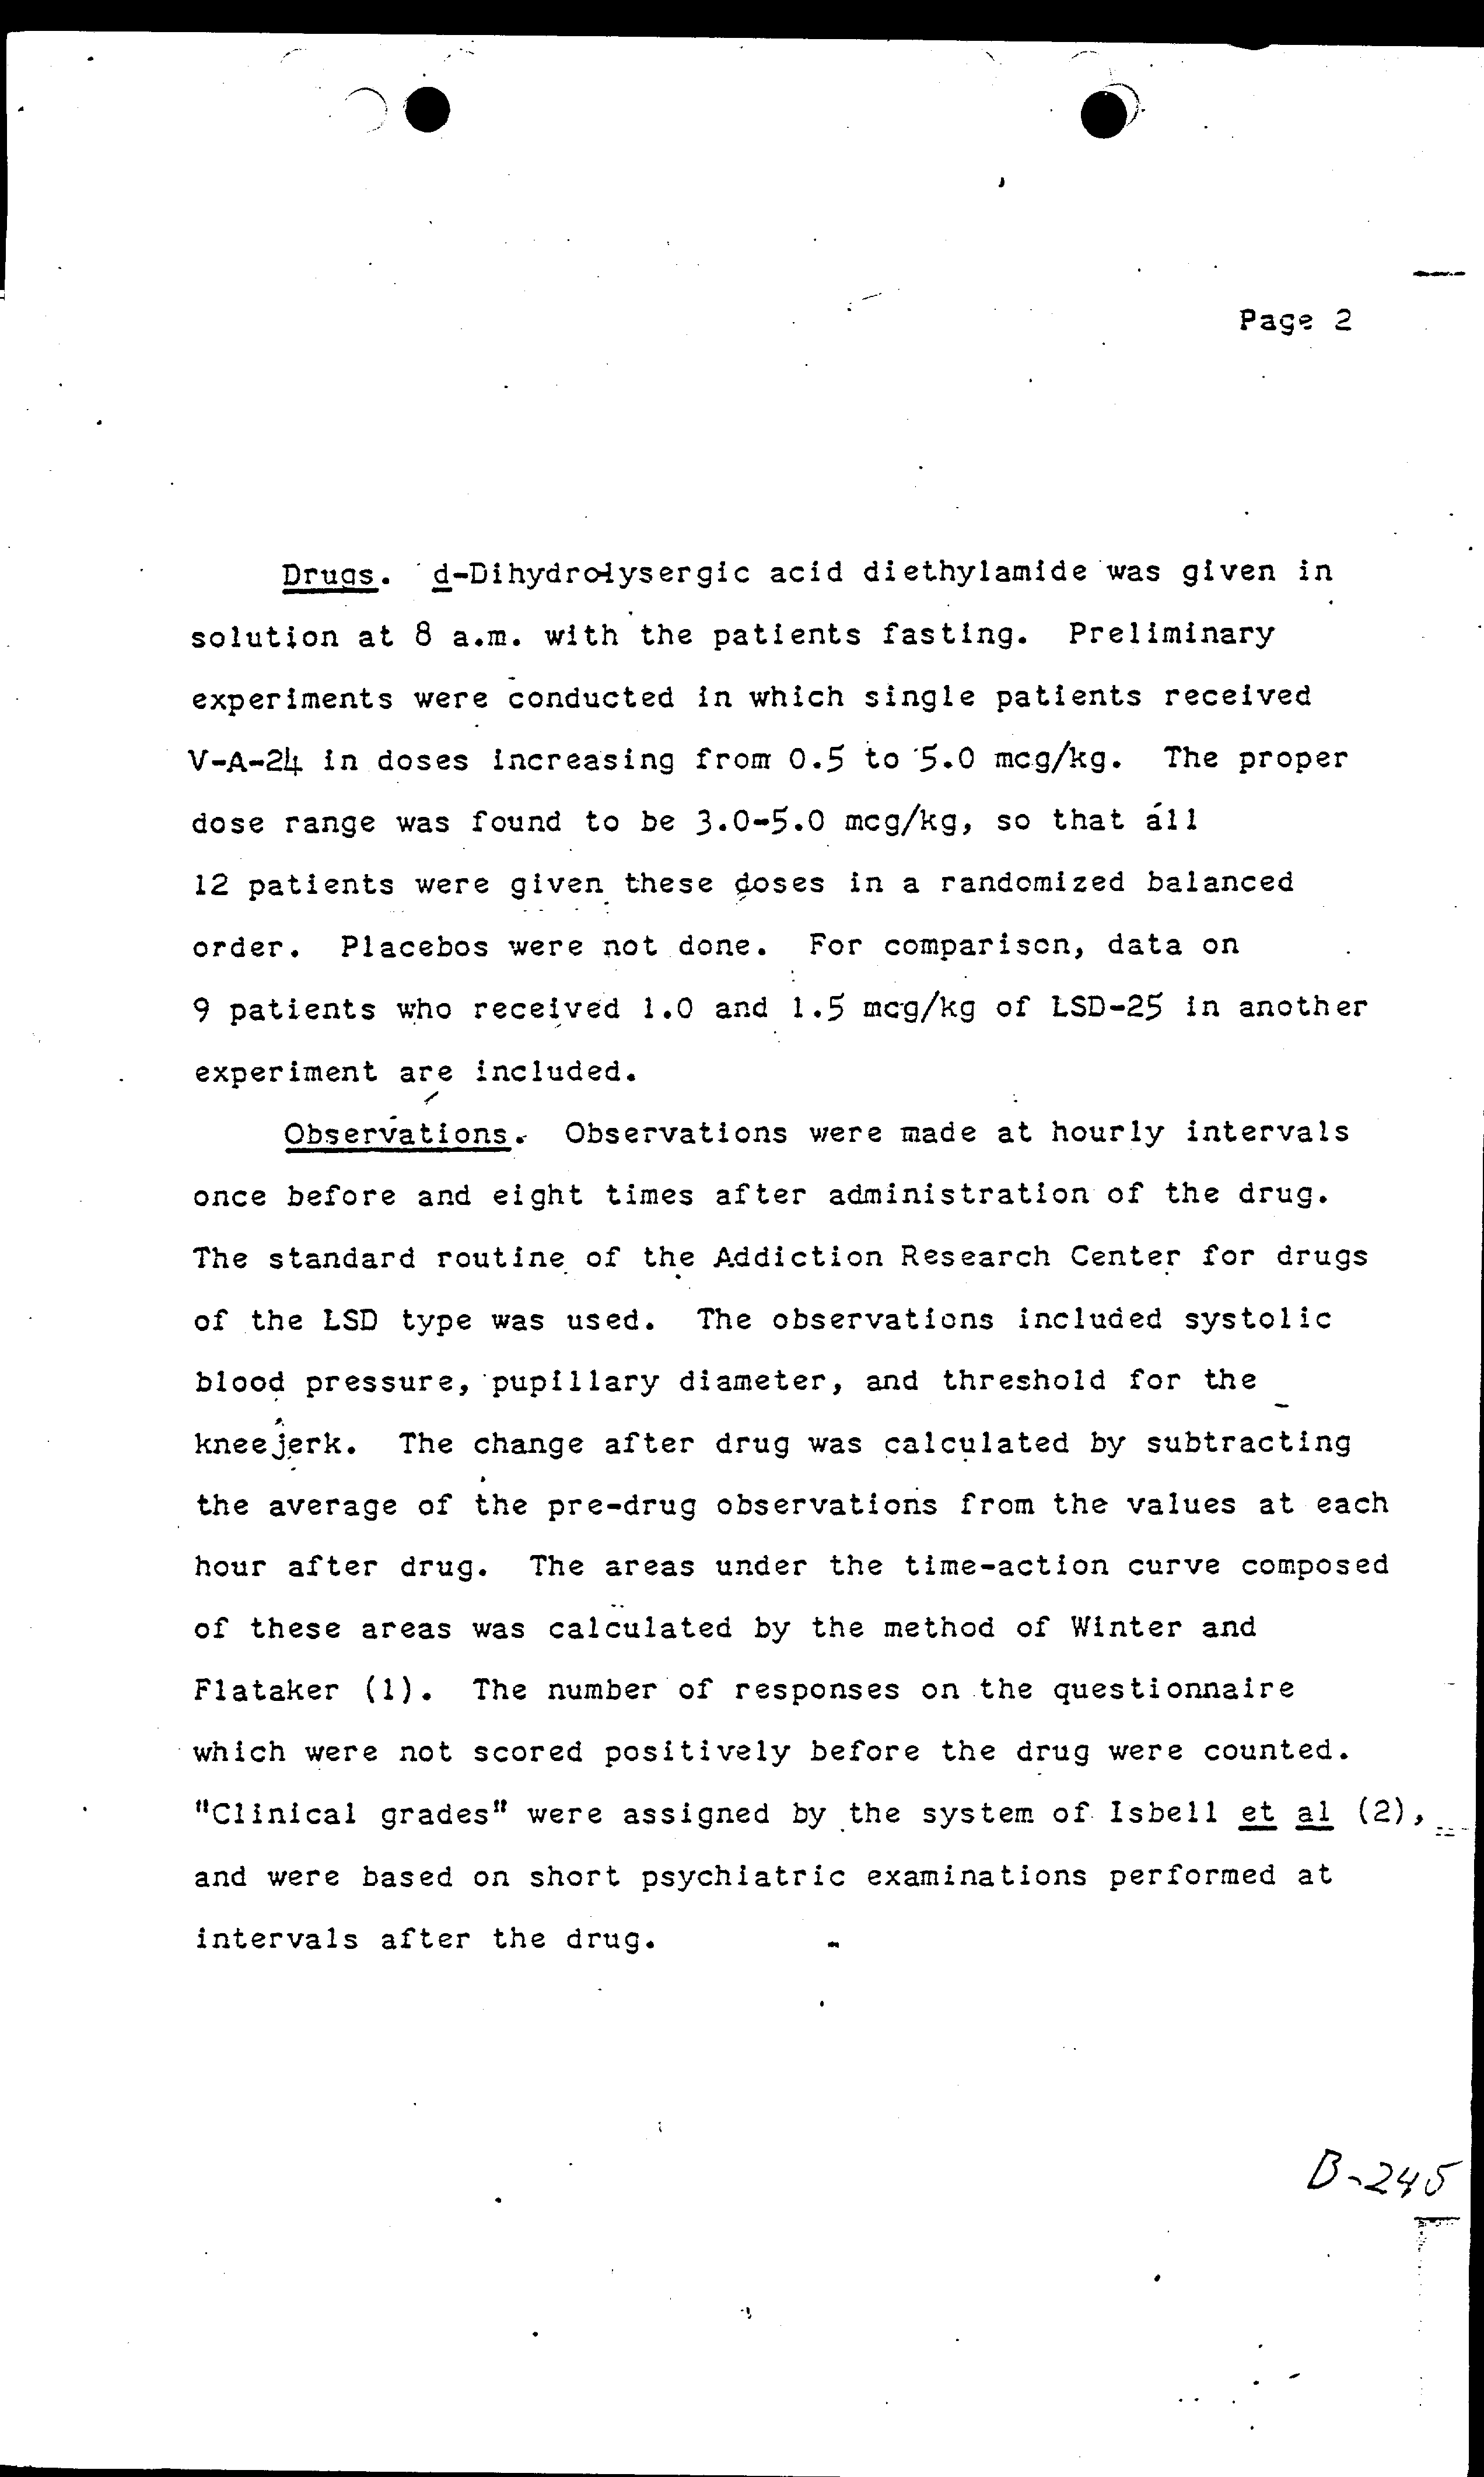 Page 2
Drugs. d-Dihydrolysergic acid diethylamide was given in
solution at 8 a.m. with the patients fasting. Preliminary
experiments were conducted in which single patients received
V-A-24 in doses increasing from 0.5 to 5.0 mcg/kg. The proper
dose range was found to be 3.0-5.0 mcg/kg, so that all
12 patients were given these doses in a randomized balanced
order. Placebos were not done. For comparison, data on
9 patients who received 1.0 and 1.5 mcg/kg of LSD-25 in another
experiment are included.
Observations. Observations were made at hourly intervals
once before and eight times after administration of the drug.
The standard routine of the Addiction Research Center for drugs
of the LSD type was used. The observations included systolic
blood pressure, pupillary diameter, and threshold for the
kneejerk. The change after drug was calculated by subtracting
the average of the pre-drug observations from the values at each
hour after drug. The areas under the time-action curve composed
of these areas was calculated by the method of Winter and
Flataker (1). The number of responses on the questionnaire
which were not scored positively before the drug were counted.
"Clinical grades" were assigned by the system of Isbell et al (2),
and were based on short psychiatric examinations performed at
intervals after the drug.
B-245